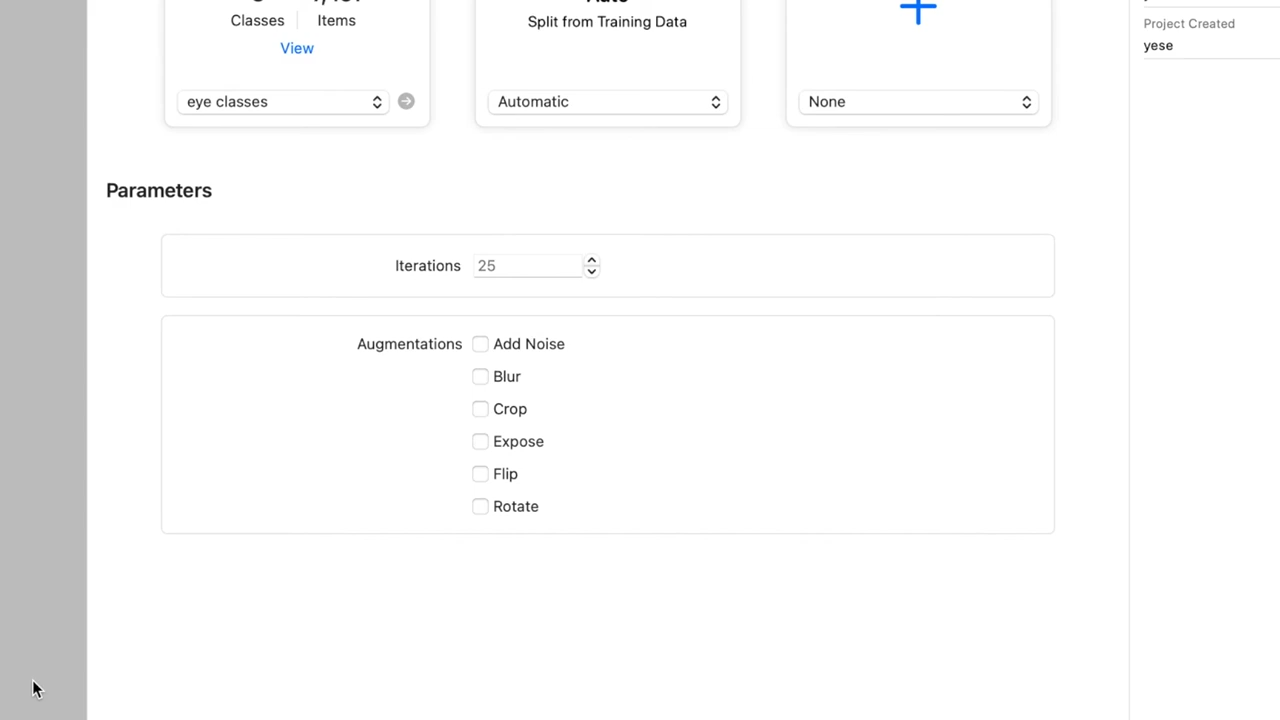 Classes Items
View
eye classes
Split from Training Data
Automatic
None
Project Created
yese
Parameters
Iterations 25
Augmentations Add Noise
Blur
Crop
Expose
Flip
Rotate